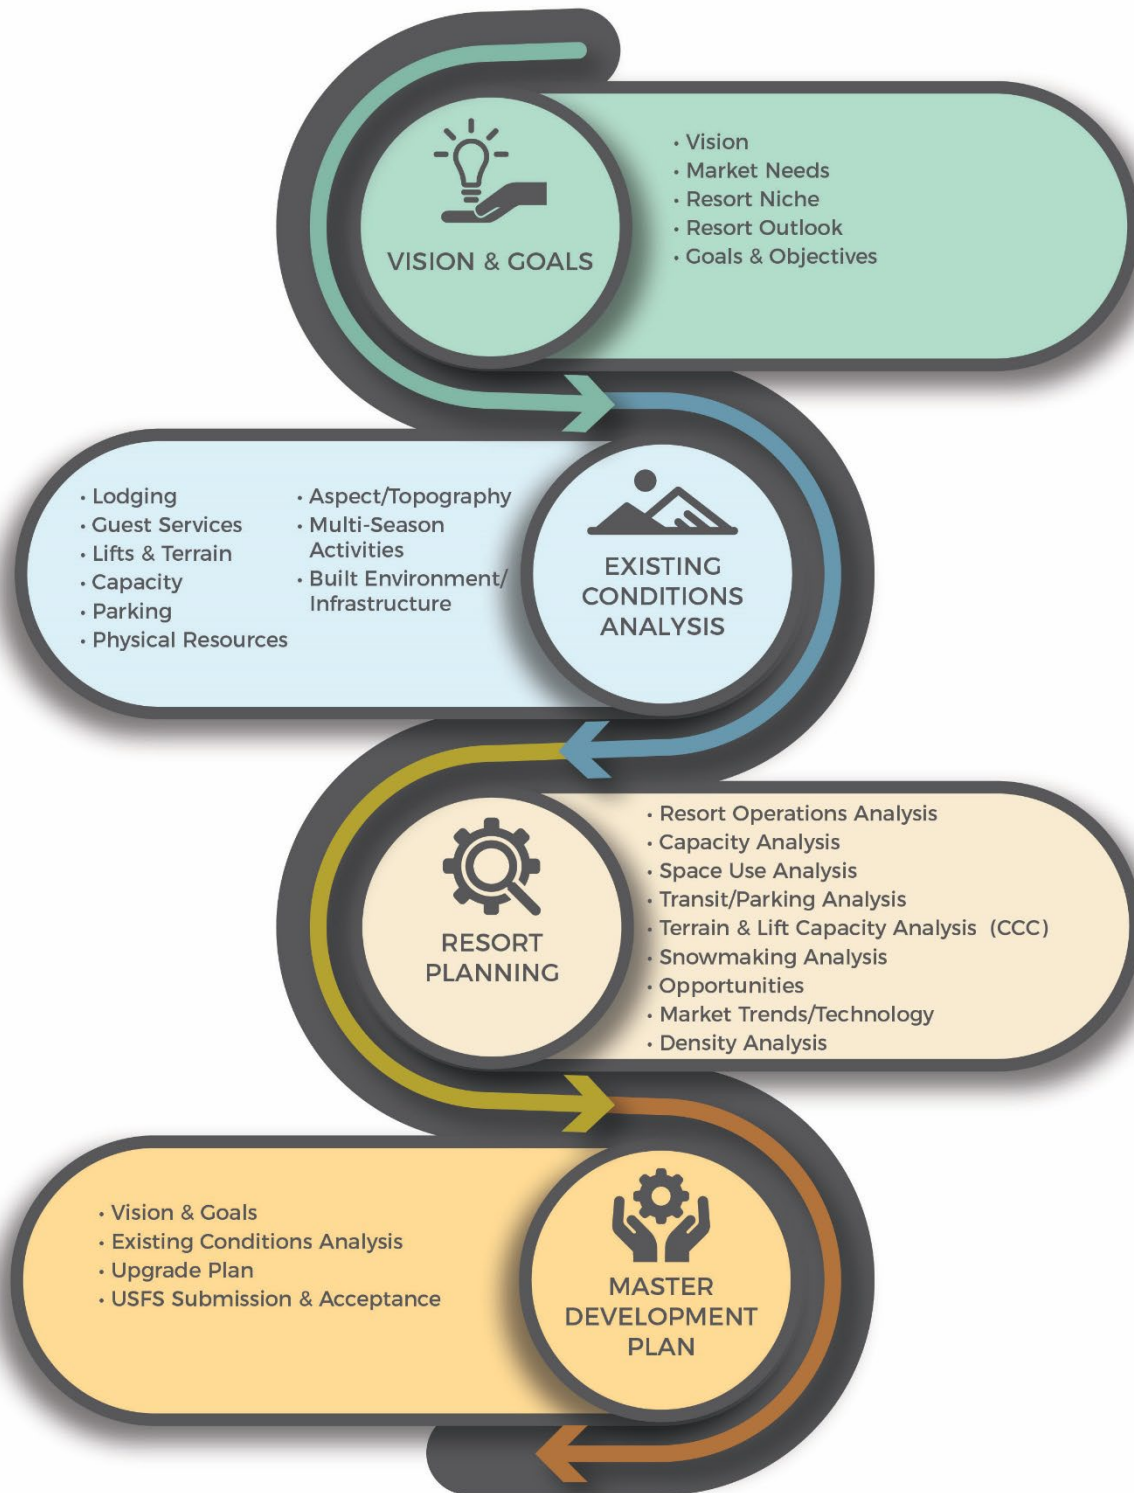 VISION & GOALS
• Vision
• Market Needs
• Resort Niche
• Resort Outlook
• Goals & Objectives
• Lodging
• Guest Services
• Lifts & Terrain
• Capacity
• Parking
• Physical Resources
• Aspect/Topography
• Multi-Season
Activities
• Built Environment/
Infrastructure
EXISTING
CONDITIONS
ANALYSIS
RESORT
PLANNING
• Resort Operations Analysis
• Capacity Analysis
• Space Use Analysis
• Transit/Parking Analysis
• Terrain & Lift Capacity Analysis (CCC)
• Snowmaking Analysis
• Opportunities
• Market Trends/Technology
• Density Analysis
• Vision & Goals
• Existing Conditions Analysis
• Upgrade Plan
• USFS Submission & Acceptance
MASTER
DEVELOPMENT
PLAN